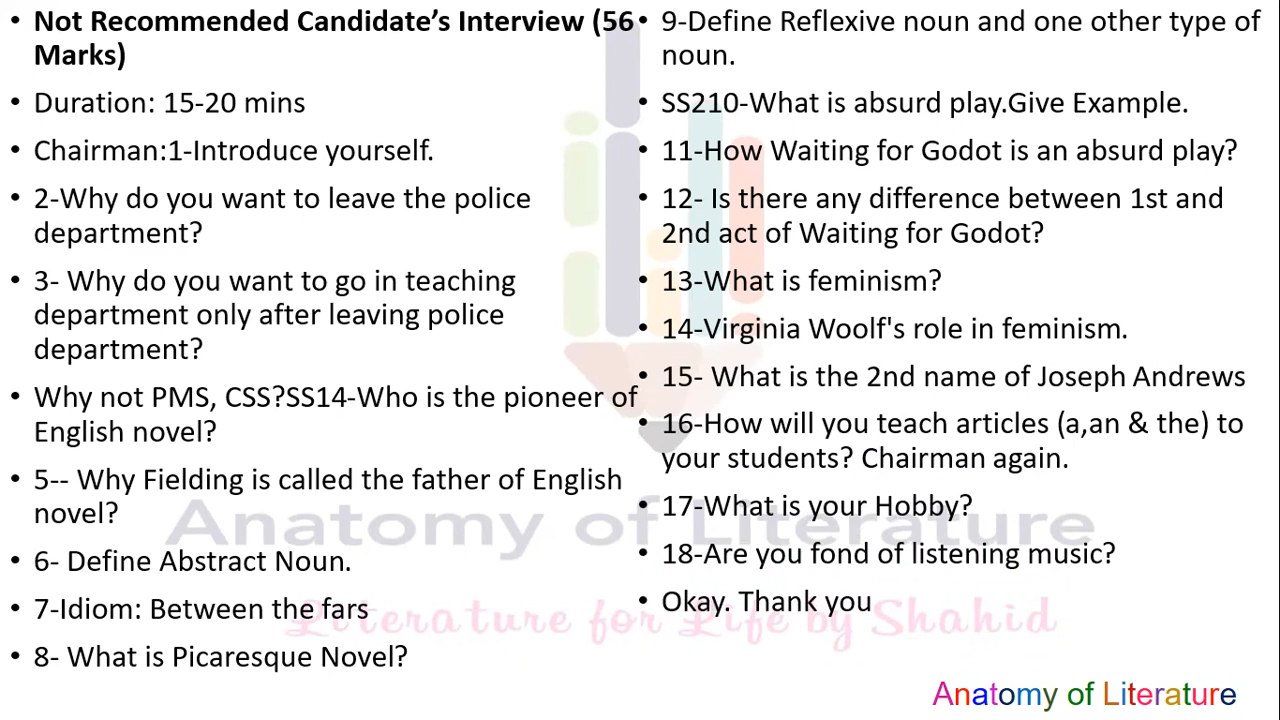 • Not Recommended Candidate's Interview (56
Marks)
• Duration: 15-20 mins
• Chairman:1-Introduce yourself.
• 2-Why do you want to leave the police
department?
• 3- Why do you want to go in teaching
department only after leaving police
department?
• Why not PMS, CSS?SS14-Who is the pioneer of
English novel?
• 5-- Why Fielding is called the father of English
novel?
• 6- Define Abstract Noun.
• 7-Idiom: Between the fars
• 8- What is Picaresque Novel?
• 9-Define Reflexive noun and one other type of
noun.
• SS210-What is absurd play.Give Example.
• 11-How Waiting for Godot is an absurd play?
• 12- Is there any difference between 1st and
2nd act of Waiting for Godot?
• 13-What is feminism?
• 14-Virginia Woolf's role in feminism.
• 15- What is the 2nd name of Joseph Andrews
• 16-How will you teach articles (a,an & the) to
your students? Chairman again.
• 17-What is your Hobby?
• 18-Are you fond of listening music?
• Okay. Thank you
Anatomy of Literature
Literature for Life by Shahid
Anatomy of Literature